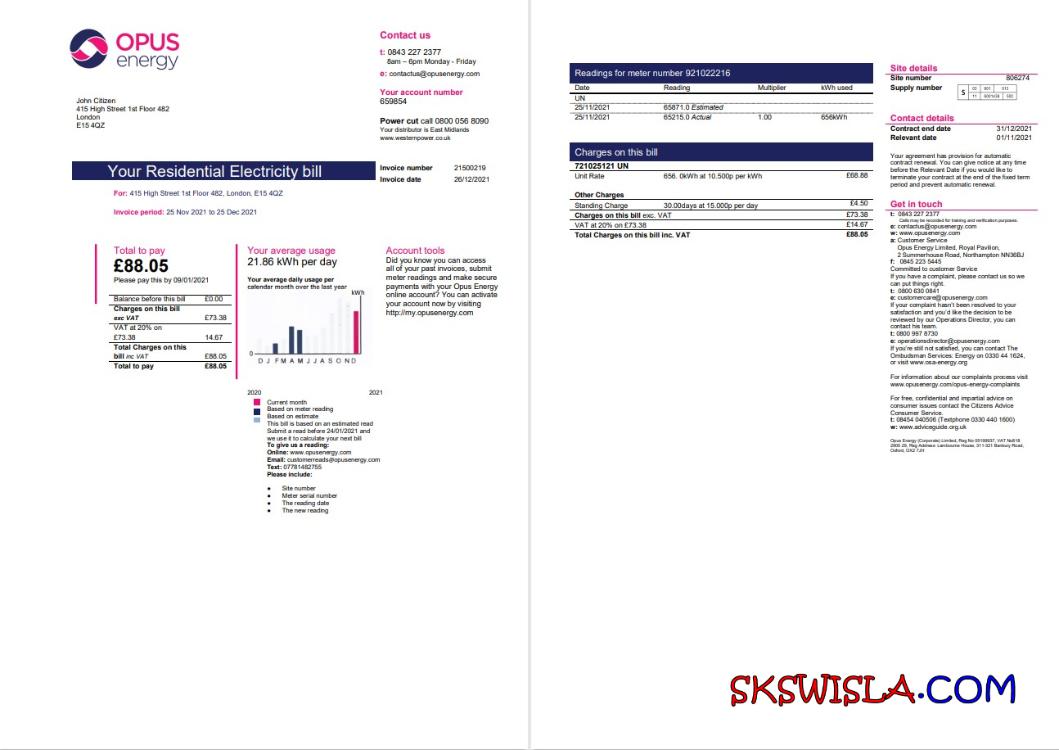 OPUS
energy
Contact us
t: 0843 227 2377
8am – 6pm Monday - Friday
e: contactus@opusenergy.com
Your account number
659854
John Citizen
415 High Street 1st Floor 482
London
E15 4QZ
Power cut call 0800 056 8090
Your distributor is East Midlands
www.westernpower.co.uk
Your Residential Electricity bill
Invoice number 21500219
Invoice date 26/12/2021
For: 415 High Street 1st Floor 482, London, E15 4QZ
Invoice period: 25 Nov 2021 to 25 Dec 2021
Total to pay
£88.05
Please pay this by 09/01/2021
Balance before this bill £0.00
Charges on this bill
exc VAT £73.38
VAT at 20% on
£73.38 14.67
Total Charges on this
bill inc VAT £88.05
Total to pay £88.05
Your average usage
21.86 kWh per day
Your average daily usage per
calendar month over the last year
kWh
0
D J F M A M J J A S O N D
2020 2021
Current month
Based on meter reading
Based on estimate
This bill is based on an estimated read
Submit a read before 24/01/2021 and
we use it to calculate your next bill
To give us a reading:
Online: www.opusenergy.com
Email: customerreads@opusenergy.com
Text: 07781482755
Please include:
• Site number
• Meter serial number
• The reading date
• The new reading
Account tools
Did you know you can access
all of your past invoices, submit
meter readings and make secure
payments with your Opus Energy
online account? You can activate
your account now by visiting
http://my.opusenergy.com
Readings for meter number 921022216
Date Reading Multiplier kWh used
UN
25/11/2021 65871.0 Estimated
25/11/2021 65215.0 Actual 1.00 656kWh
Charges on this bill
721025121 UN
Unit Rate 656. 0kWh at 10.500p per kWh £68.88
Other Charges
Standing Charge 30.00days at 15.000p per day £4.50
Charges on this bill exc. VAT £73.38
VAT at 20% on £73.38 £14.67
Total Charges on this bill inc. VAT £88.05
Site details
Site number 806274
Supply number
S
Contact details
Contract end date 31/12/2021
Relevant date 01/11/2021
Your agreement has provision for automatic
contract renewal. You can give notice at any time
before the Relevant Date if you would like to
terminate your contract at the end of the fixed term
period and prevent automatic renewal.
Get in touch
t: 0843 227 2377
Calls may be recorded for training and verification purposes.
e: contactus@opusenergy.com
w: www.opusenergy.com
a: Customer Service
Opus Energy Limited, Royal Pavilion,
2 Summerhouse Road, Northampton NN36BJ
f: 0845 223 5445
Committed to customer Service
If you have a complaint, please contact us so we
can put things right.
t: 0800 630 0841
e: customercare@opusenergy.com
If your complaint hasn't been resolved to your
satisfaction and you'd like the decision to be
reviewed by our Operations Director, you can
contact his team.
t: 0800 997 8730
e: operationsdirector@opusenergy.com
If you're still not satisfied, you can contact The
Ombudsman Services: Energy on 0330 44 1624,
or visit www.osa-energy.org
For information about our complaints process visit
www.opusenergy.com/opus-energy-complaints
For free, confidential and impartial advice on
consumer issues contact the Citizens Advice
Consumer Service.
t: 08454 040506 (Textphone 0330 440 1600)
w: www.adviceguide.org.uk
SKSWISLA.COM